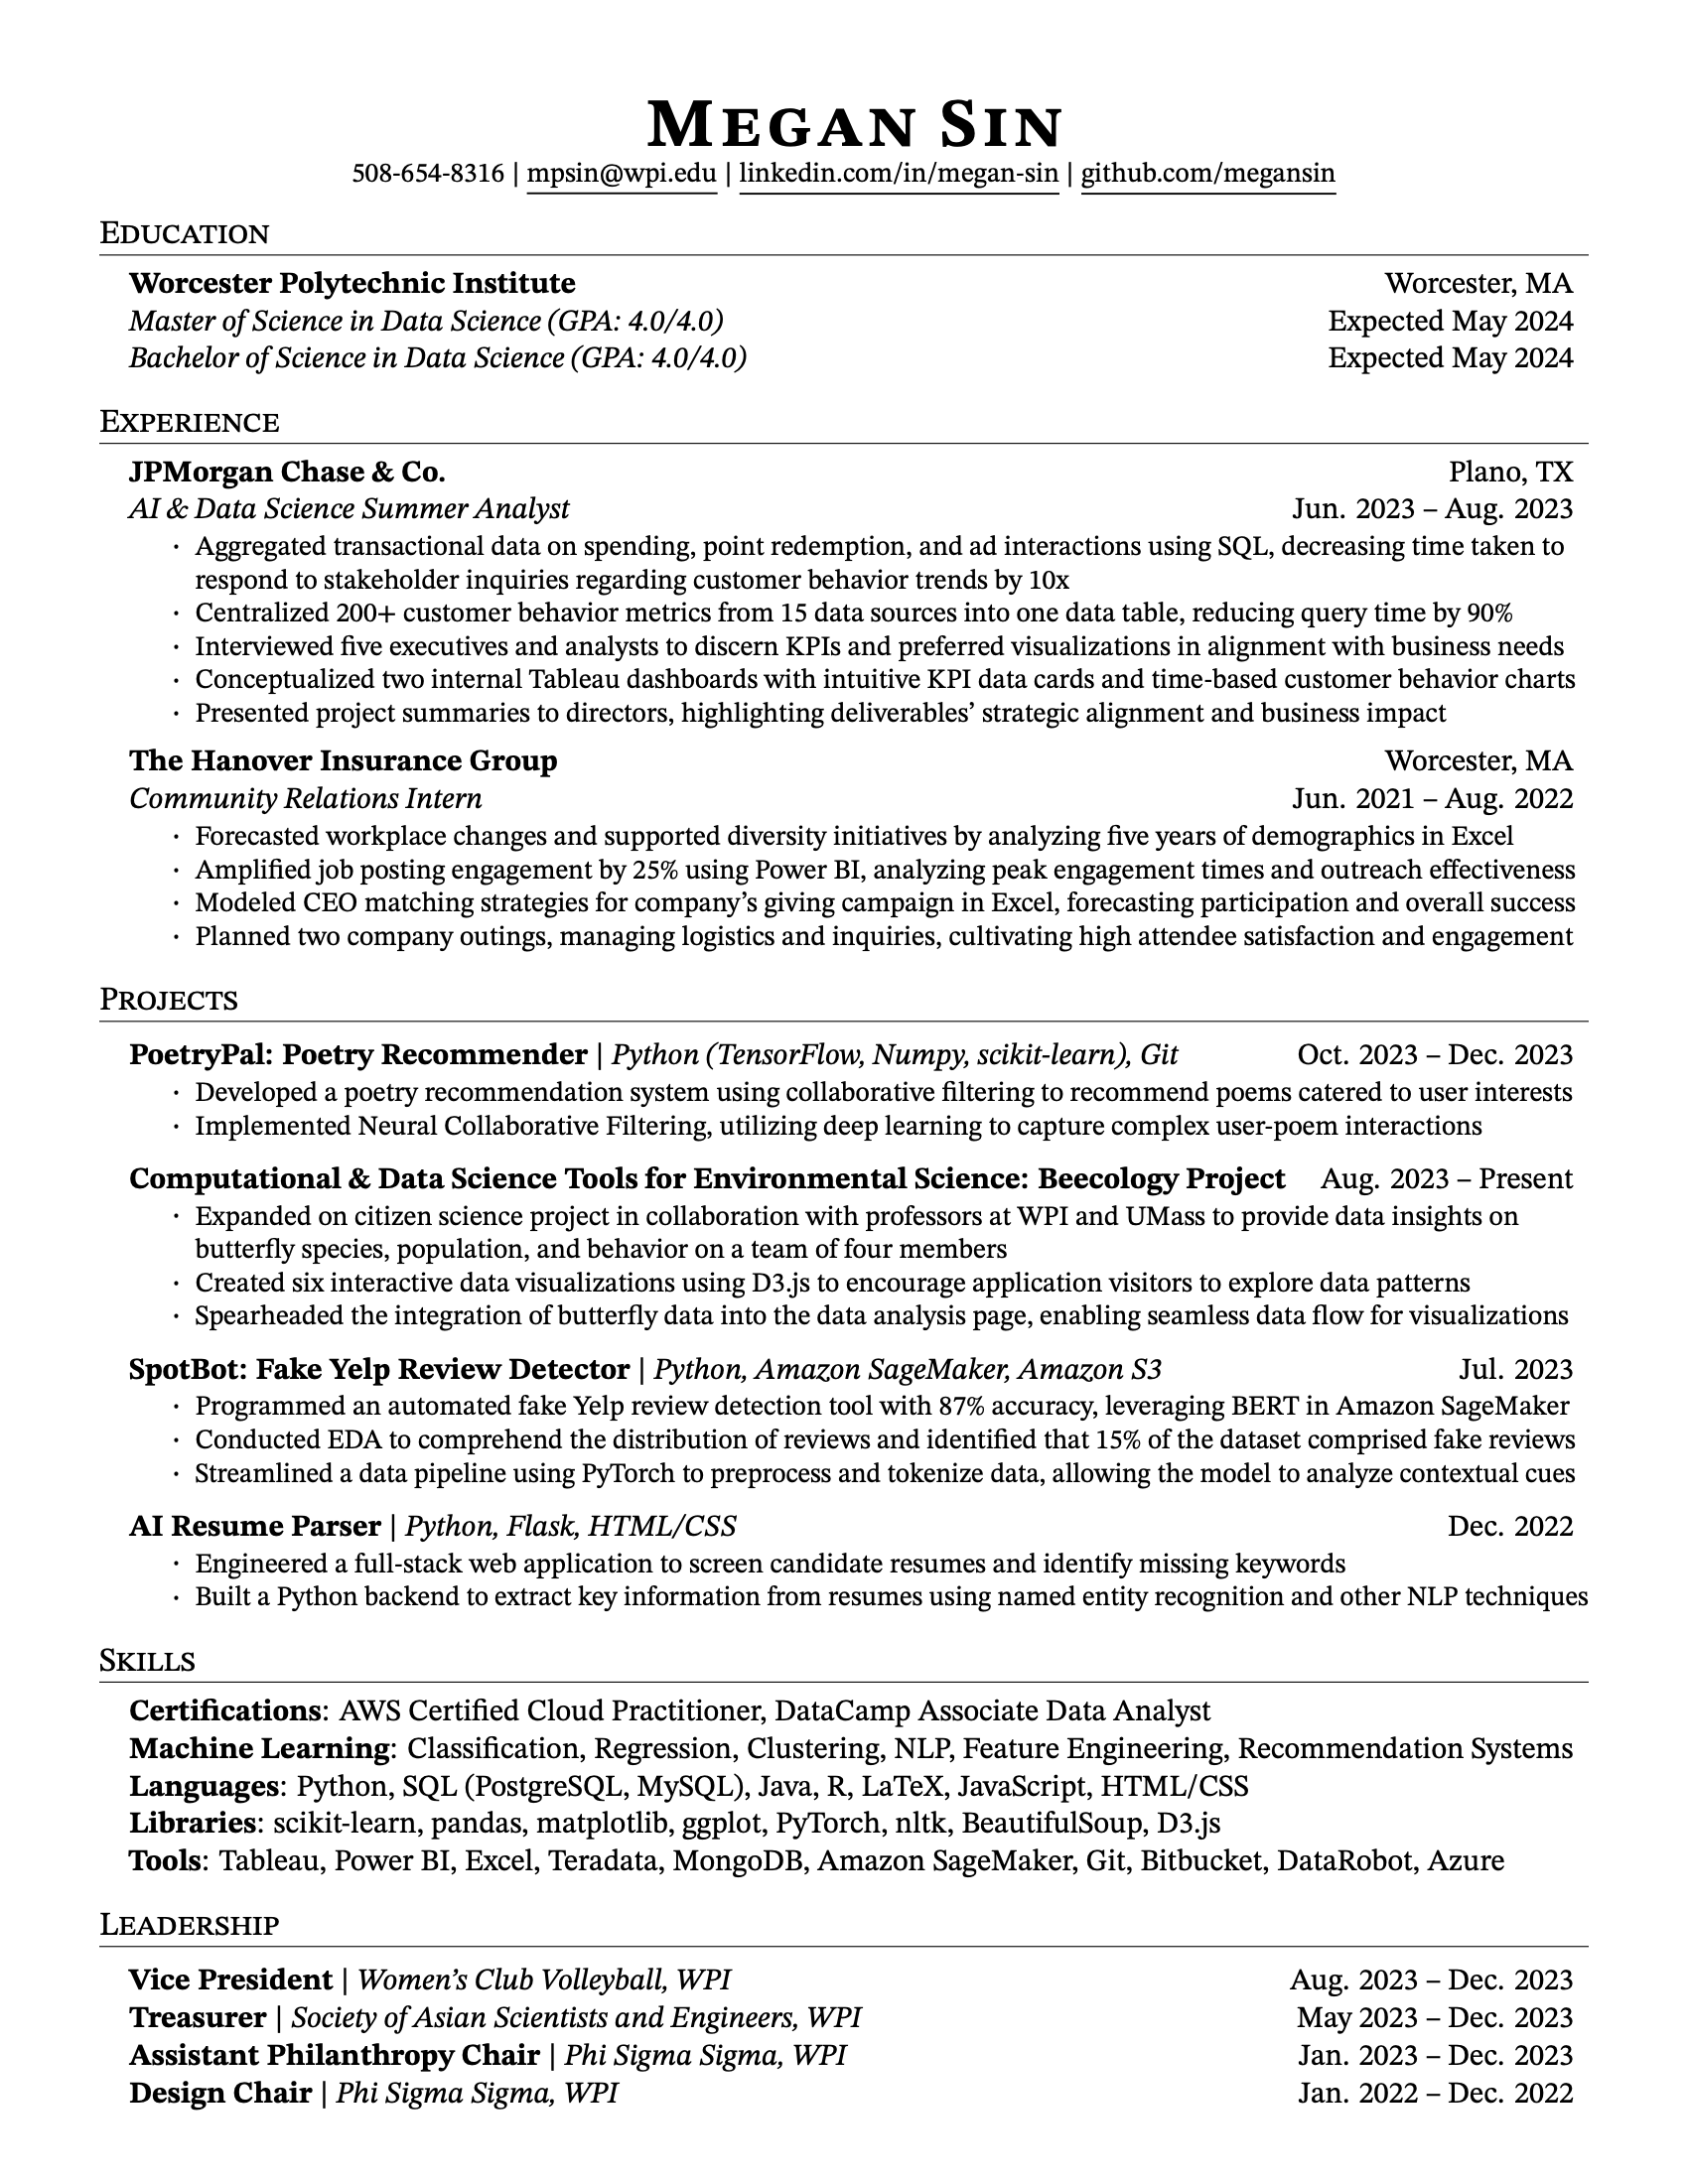 MEGAN SIN
508-654-8316 | mpsin@wpi.edu | linkedin.com/in/megan-sin | github.com/megansin
EDUCATION
Worcester Polytechnic Institute Worcester, MA
Master of Science in Data Science (GPA: 4.0/4.0) Expected May 2024
Bachelor of Science in Data Science (GPA: 4.0/4.0) Expected May 2024
EXPERIENCE
JPMorgan Chase & Co. Plano, TX
AI & Data Science Summer Analyst Jun. 2023 – Aug. 2023
· Aggregated transactional data on spending, point redemption, and ad interactions using SQL, decreasing time taken to
respond to stakeholder inquiries regarding customer behavior trends by 10x
· Centralized 200+ customer behavior metrics from 15 data sources into one data table, reducing query time by 90%
· Interviewed five executives and analysts to discern KPIs and preferred visualizations in alignment with business needs
· Conceptualized two internal Tableau dashboards with intuitive KPI data cards and time-based customer behavior charts
· Presented project summaries to directors, highlighting deliverables’ strategic alignment and business impact
The Hanover Insurance Group Worcester, MA
Community Relations Intern Jun. 2021 – Aug. 2022
· Forecasted workplace changes and supported diversity initiatives by analyzing five years of demographics in Excel
· Amplified job posting engagement by 25% using Power BI, analyzing peak engagement times and outreach effectiveness
· Modeled CEO matching strategies for company’s giving campaign in Excel, forecasting participation and overall success
· Planned two company outings, managing logistics and inquiries, cultivating high attendee satisfaction and engagement
PROJECTS
PoetryPal: Poetry Recommender | Python (TensorFlow, Numpy, scikit-learn), Git Oct. 2023 – Dec. 2023
· Developed a poetry recommendation system using collaborative filtering to recommend poems catered to user interests
· Implemented Neural Collaborative Filtering, utilizing deep learning to capture complex user-poem interactions
Computational & Data Science Tools for Environmental Science: Beecology Project Aug. 2023 – Present
· Expanded on citizen science project in collaboration with professors at WPI and UMass to provide data insights on
butterfly species, population, and behavior on a team of four members
· Created six interactive data visualizations using D3.js to encourage application visitors to explore data patterns
· Spearheaded the integration of butterfly data into the data analysis page, enabling seamless data flow for visualizations
SpotBot: Fake Yelp Review Detector | Python, Amazon SageMaker, Amazon S3 Jul. 2023
· Programmed an automated fake Yelp review detection tool with 87% accuracy, leveraging BERT in Amazon SageMaker
· Conducted EDA to comprehend the distribution of reviews and identified that 15% of the dataset comprised fake reviews
· Streamlined a data pipeline using PyTorch to preprocess and tokenize data, allowing the model to analyze contextual cues
AI Resume Parser | Python, Flask, HTML/CSS Dec. 2022
· Engineered a full-stack web application to screen candidate resumes and identify missing keywords
· Built a Python backend to extract key information from resumes using named entity recognition and other NLP techniques
SKILLS
Certifications: AWS Certified Cloud Practitioner, DataCamp Associate Data Analyst
Machine Learning: Classification, Regression, Clustering, NLP, Feature Engineering, Recommendation Systems
Languages: Python, SQL (PostgreSQL, MySQL), Java, R, LaTeX, JavaScript, HTML/CSS
Libraries: scikit-learn, pandas, matplotlib, ggplot, PyTorch, nltk, BeautifulSoup, D3.js
Tools: Tableau, Power BI, Excel, Teradata, MongoDB, Amazon SageMaker, Git, Bitbucket, DataRobot, Azure
LEADERSHIP
Vice President | Women’s Club Volleyball, WPI Aug. 2023 – Dec. 2023
Treasurer | Society of Asian Scientists and Engineers, WPI May 2023 – Dec. 2023
Assistant Philanthropy Chair | Phi Sigma Sigma, WPI Jan. 2023 – Dec. 2023
Design Chair | Phi Sigma Sigma, WPI Jan. 2022 – Dec. 2022